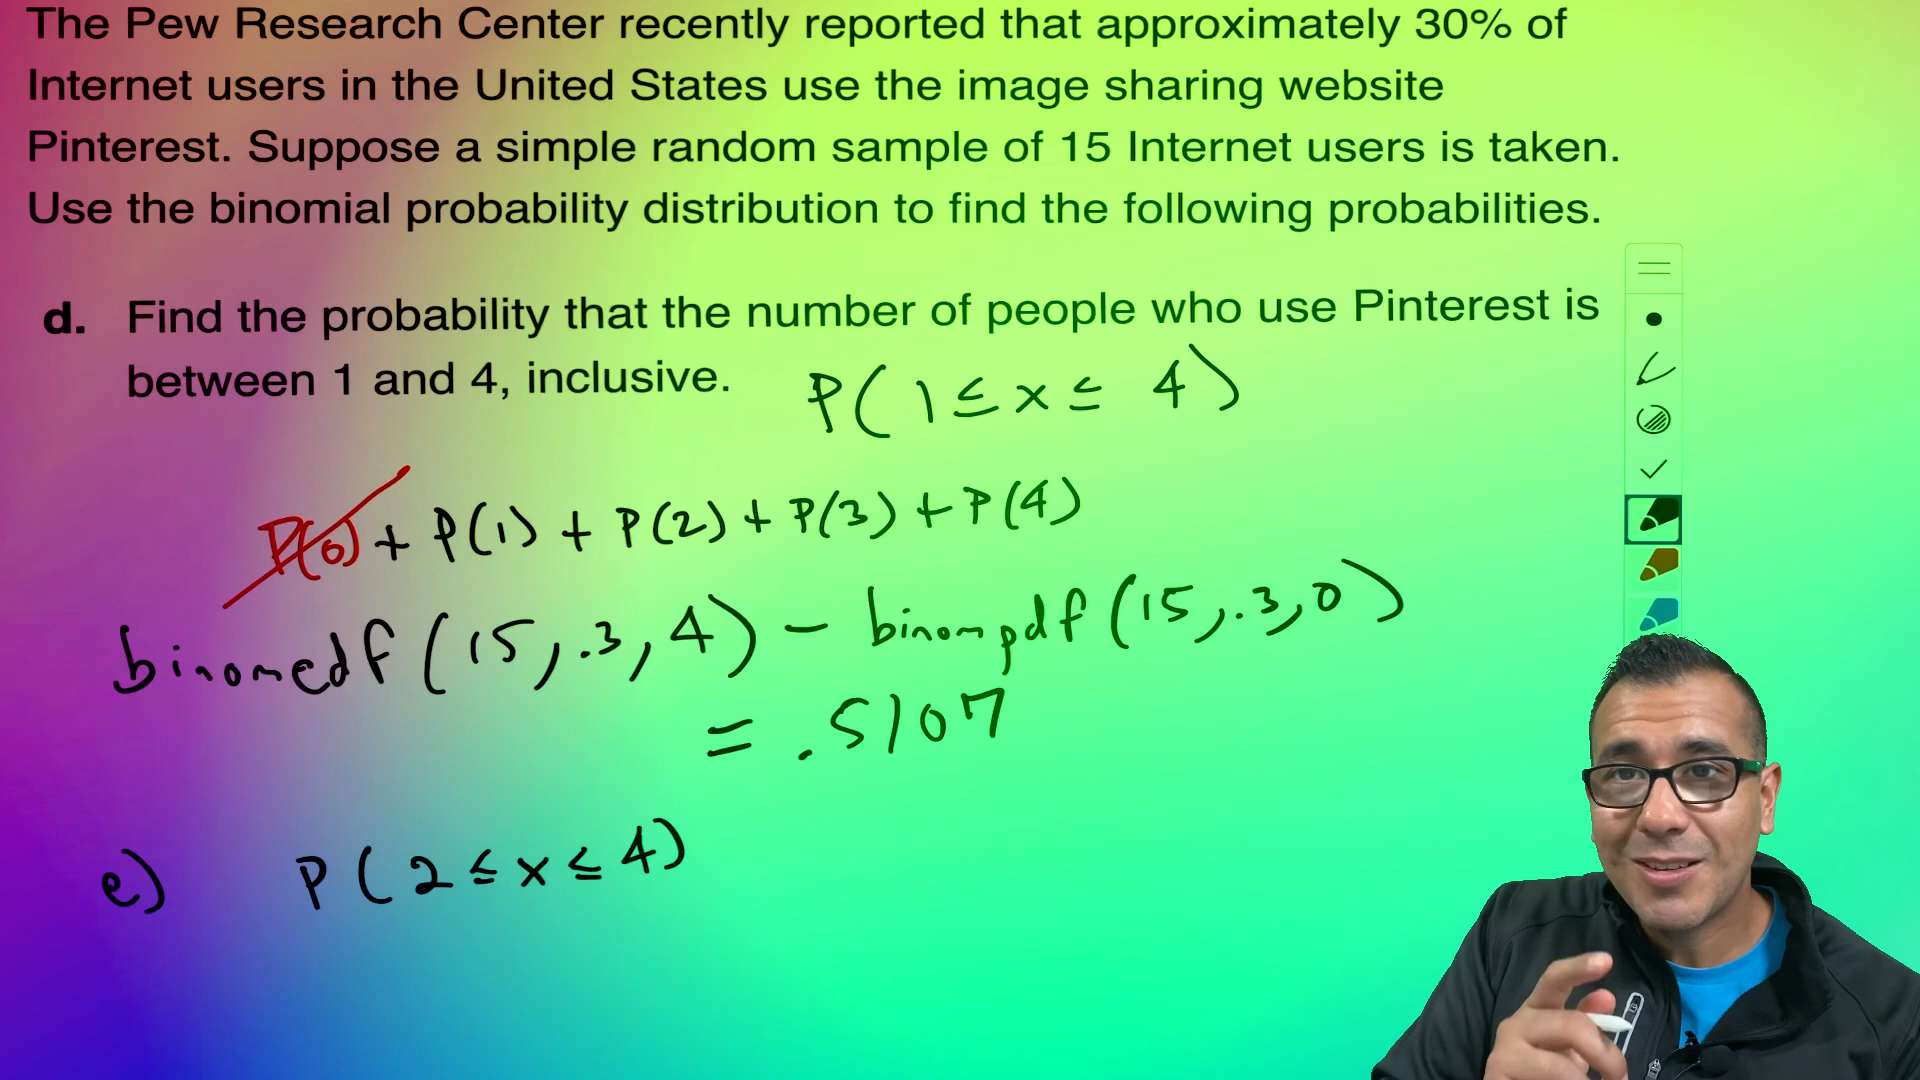 The Pew Research Center recently reported that approximately 30% of
Internet users in the United States use the image sharing website
Pinterest. Suppose a simple random sample of 15 Internet users is taken.
Use the binomial probability distribution to find the following probabilities.
d. Find the probability that the number of people who use Pinterest is
between 1 and 4, inclusive. P(1 ≤ x ≤ 4)
P(0) + P(1) + P(2) + P(3) + P(4)
binomcdf(15, .3, 4) − binompdf(15, .3, 0)
= .5107
e) P(2 ≤ x ≤ 4)